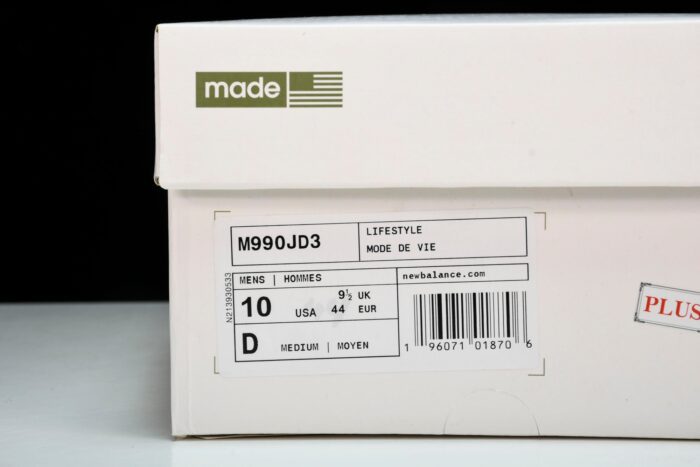 made
M990JD3
LIFESTYLE
MODE DE VIE
MENS | HOMMES
newbalance.com
10
9½ UK
USA 44 EUR
D
MEDIUM | MOYEN
N213930533
1 96071 01870 6
PLUS